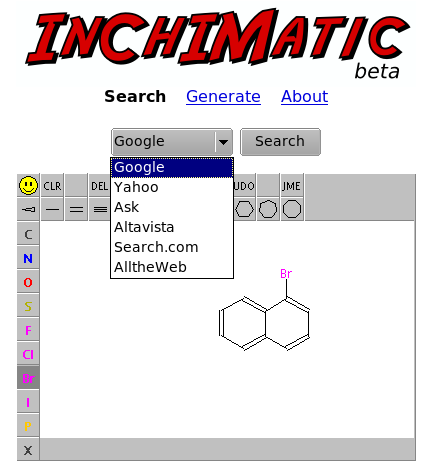 INCHIMATIC
beta
Search Generate About
Google Search
Google
Yahoo
Ask
Altavista
Search.com
AlltheWeb
CLR DEL UDO JME
C
N
O
S
F
Cl
Br
I
P
X
Br